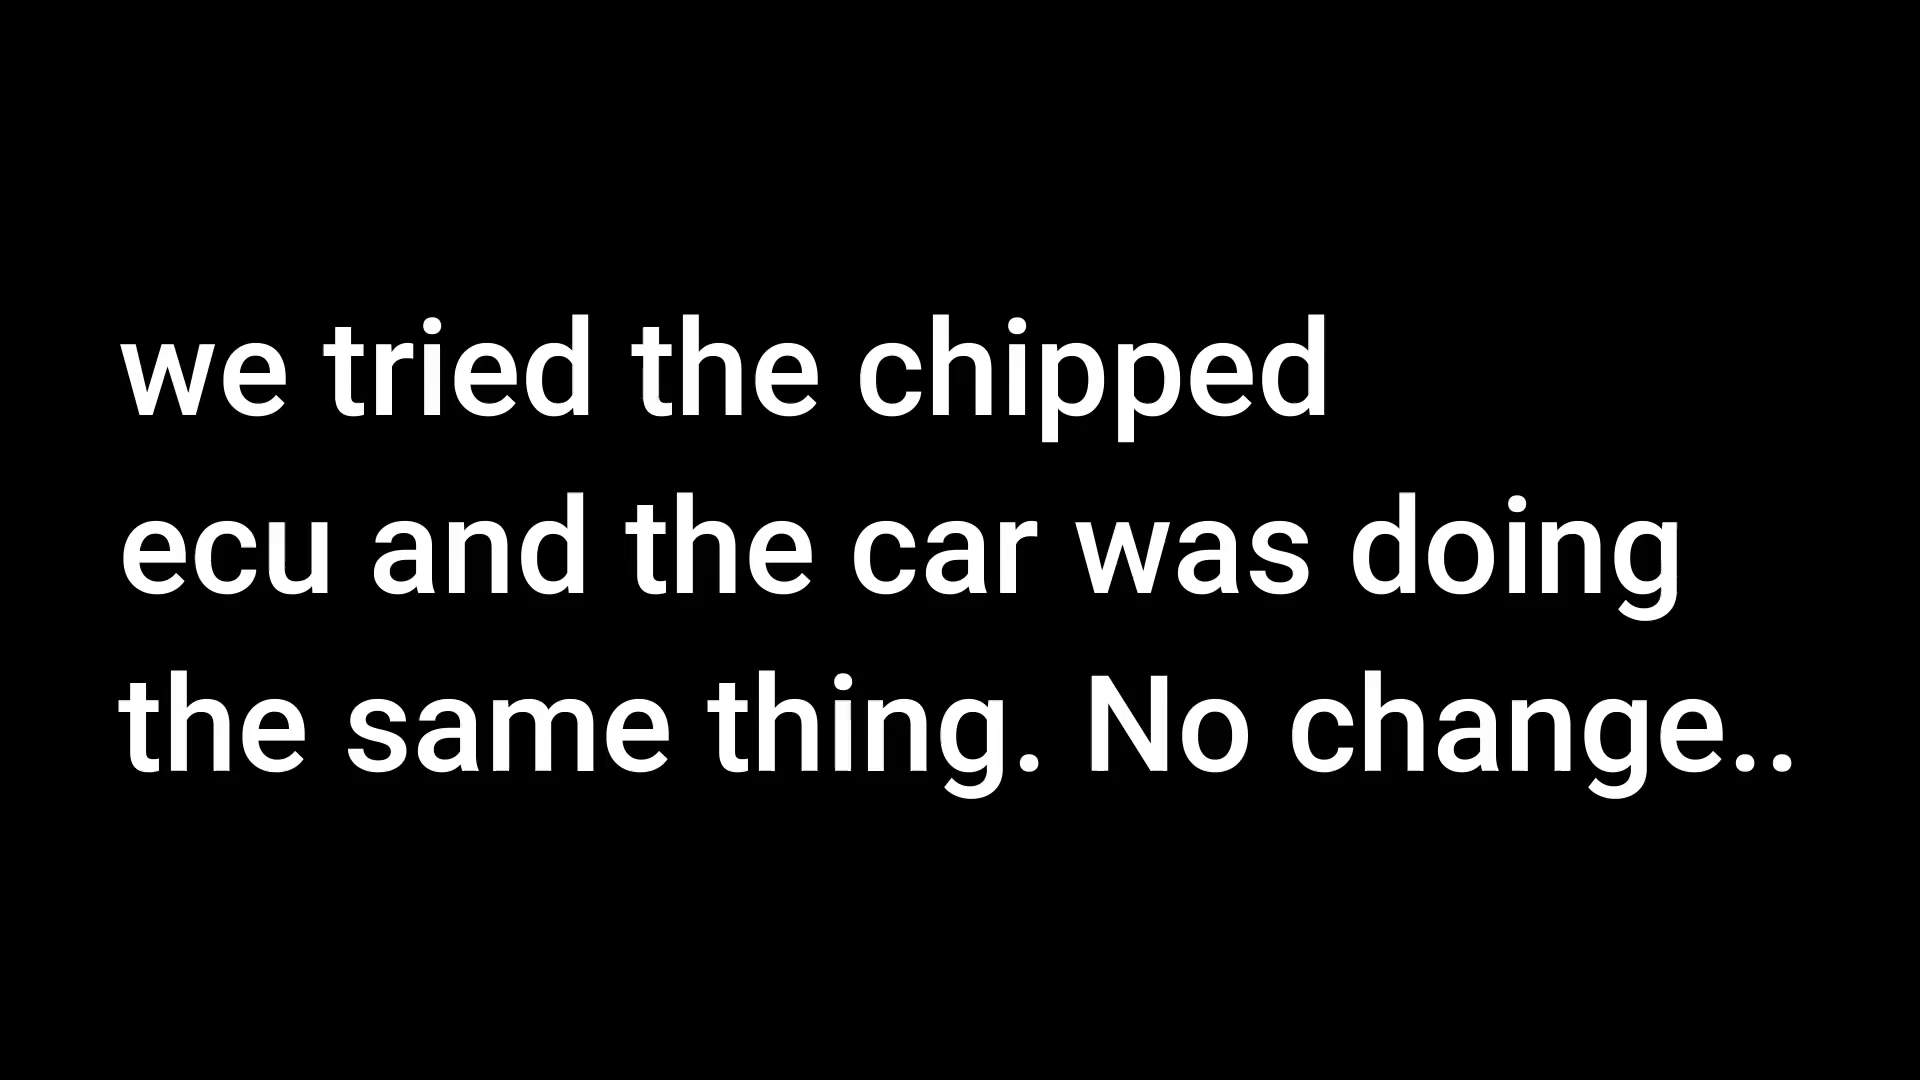 we tried the chipped
ecu and the car was doing
the same thing. No change..